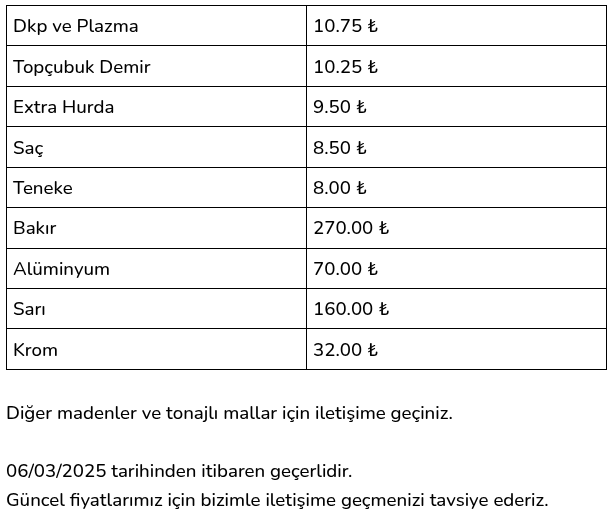 Dkp ve Plazma 10.75 ₺
Topçubuk Demir 10.25 ₺
Extra Hurda 9.50 ₺
Saç 8.50 ₺
Teneke 8.00 ₺
Bakır 270.00 ₺
Alüminyum 70.00 ₺
Sarı 160.00 ₺
Krom 32.00 ₺
Diğer madenler ve tonajlı mallar için iletişime geçiniz.
06/03/2025 tarihinden itibaren geçerlidir.
Güncel fiyatlarımız için bizimle iletişime geçmenizi tavsiye ederiz.